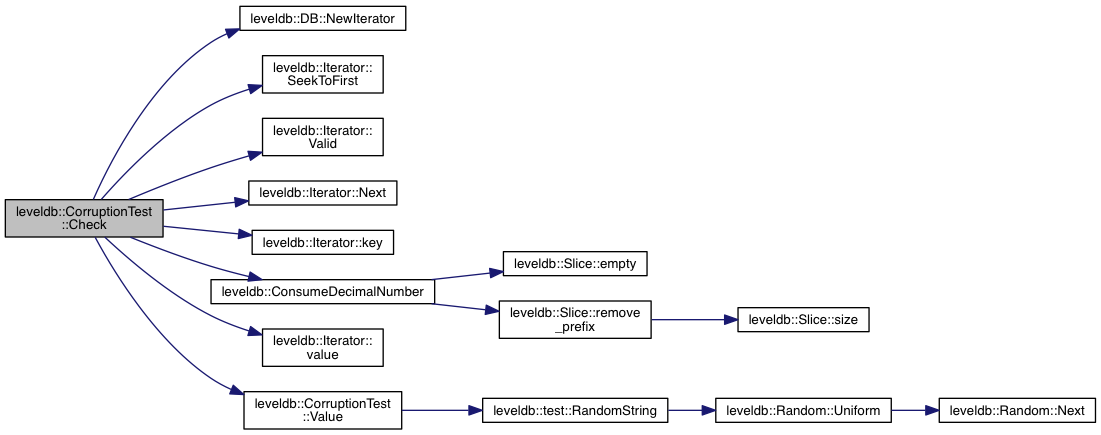 leveldb::DB::NewIterator
leveldb::Iterator::
SeekToFirst
leveldb::Iterator::
Valid
leveldb::Iterator::Next
leveldb::CorruptionTest
::Check
leveldb::Iterator::key
leveldb::ConsumeDecimalNumber
leveldb::Slice::empty
leveldb::Slice::remove
_prefix
leveldb::Slice::size
leveldb::Iterator::
value
leveldb::CorruptionTest
::Value
leveldb::test::RandomString
leveldb::Random::Uniform
leveldb::Random::Next